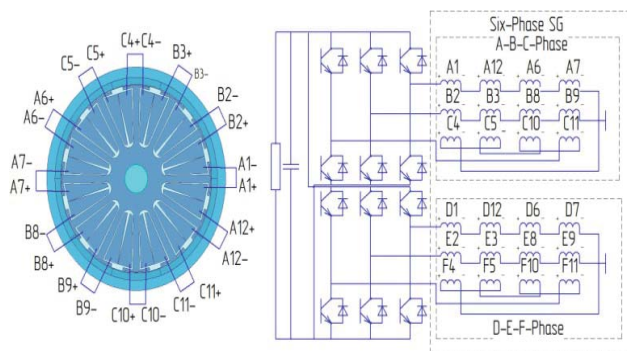 C4+ C4-
C5+
B3+
C5-
B3-
A6+
B2-
A6-
B2+
A7-
A1-
A7+
A1+
B8-
A12+
B8+
A12-
B9+
C11+
B9-
C10+ C10-
C11-
Six-Phase SG
A-B-C-Phase
A1 A12 A6 A7
B2 B3 B8 B9
C4 C5 C10 C11
D1 D12 D6 D7
E2 E3 E8 E9
F4 F5 F10 F11
D-E-F-Phase